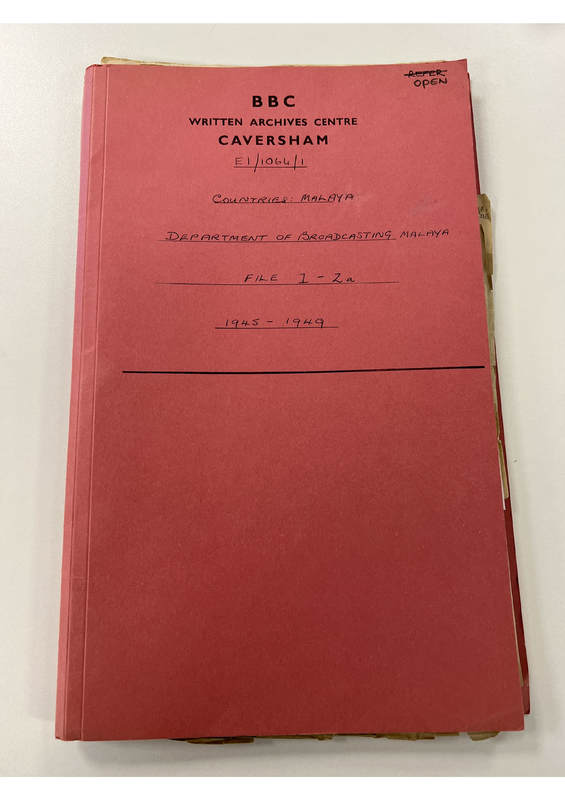 REFER
OPEN
BBC
WRITTEN ARCHIVES CENTRE
CAVERSHAM
E1/1064/1
COUNTRIES: MALAYA
DEPARTMENT OF BROADCASTING MALAYA
FILE 1 - 2a
1945 - 1949